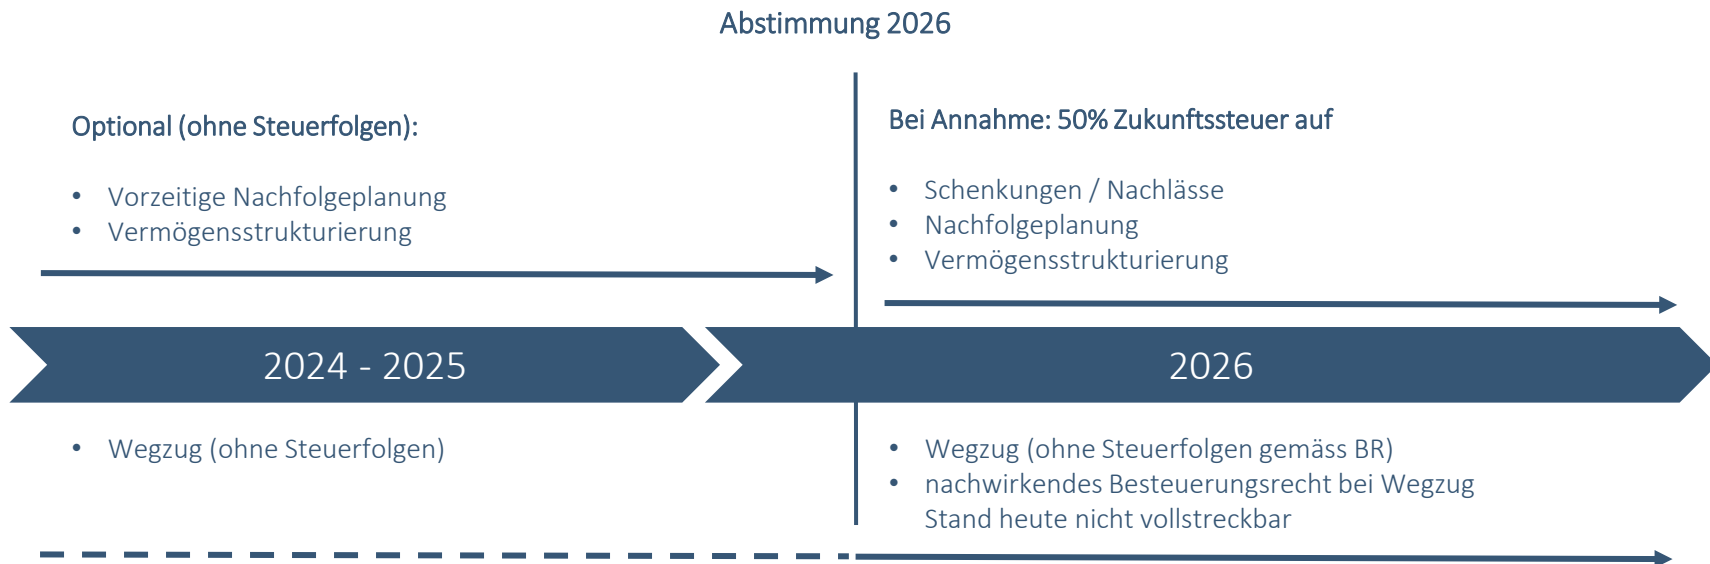 Abstimmung 2026
Optional (ohne Steuerfolgen):
• Vorzeitige Nachfolgeplanung
• Vermögensstrukturierung
Bei Annahme: 50% Zukunftssteuer auf
• Schenkungen / Nachlässe
• Nachfolgeplanung
• Vermögensstrukturierung
2024 - 2025
2026
• Wegzug (ohne Steuerfolgen)
• Wegzug (ohne Steuerfolgen gemäss BR)
• nachwirkendes Besteuerungsrecht bei Wegzug
Stand heute nicht vollstreckbar